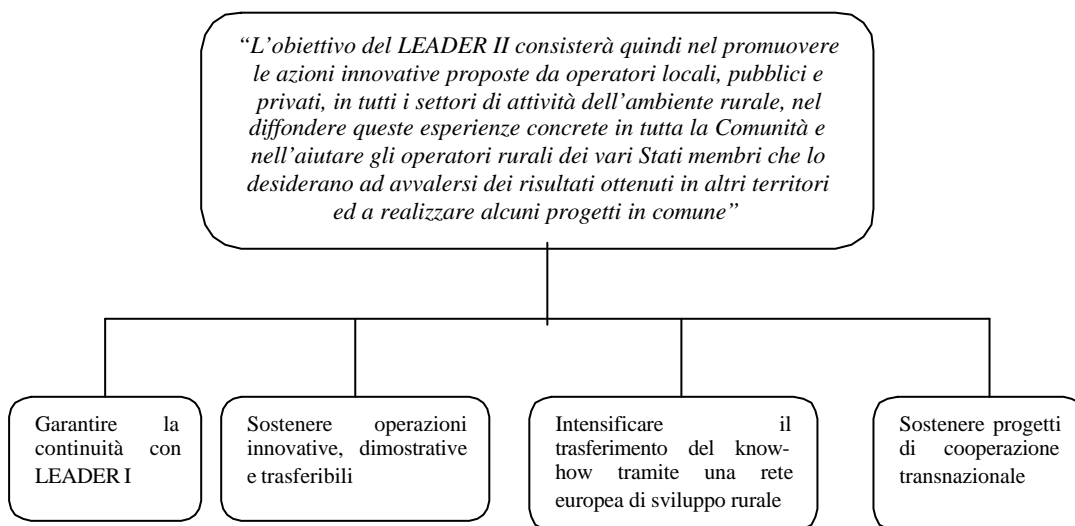 “L’obiettivo del LEADER II consisterà quindi nel promuovere
le azioni innovative proposte da operatori locali, pubblici e
privati, in tutti i settori di attività dell’ambiente rurale, nel
diffondere queste esperienze concrete in tutta la Comunità e
nell’aiutare gli operatori rurali dei vari Stati membri che lo
desiderano ad avvalersi dei risultati ottenuti in altri territori
ed a realizzare alcuni progetti in comune”
Garantire la
continuità con
LEADER I
Sostenere operazioni
innovative, dimostrative
e trasferibili
Intensificare il
trasferimento del know-
how tramite una rete
europea di sviluppo rurale
Sostenere progetti
di cooperazione
transnazionale